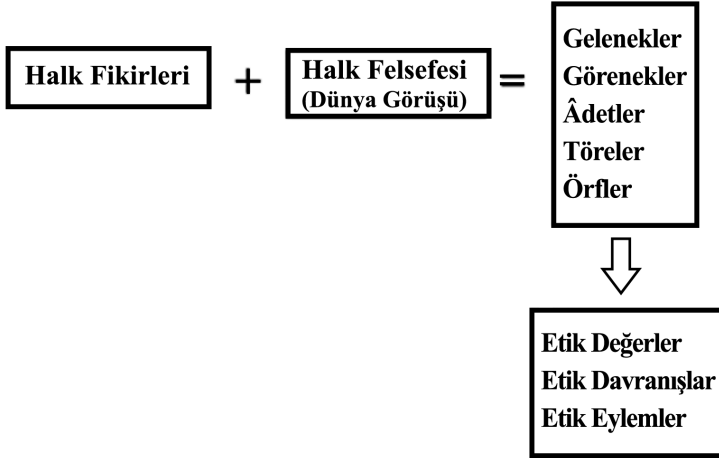 Halk Fikirleri
+
Halk Felsefesi
(Dünya Görüşü)
=
Gelenekler
Görenekler
Âdetler
Töreler
Örfler
Etik Değerler
Etik Davranışlar
Etik Eylemler